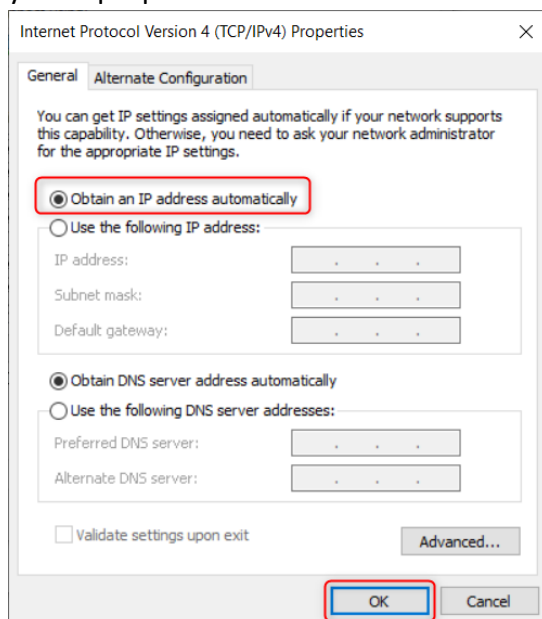 Internet Protocol Version 4 (TCP/IPv4) Properties
General
Alternate Configuration
You can get IP settings assigned automatically if your network supports
this capability. Otherwise, you need to ask your network administrator
for the appropriate IP settings.
Obtain an IP address automatically
Use the following IP address:
IP address:
Subnet mask:
Default gateway:
Obtain DNS server address automatically
Use the following DNS server addresses:
Preferred DNS server:
Alternate DNS server:
Validate settings upon exit
Advanced...
OK
Cancel